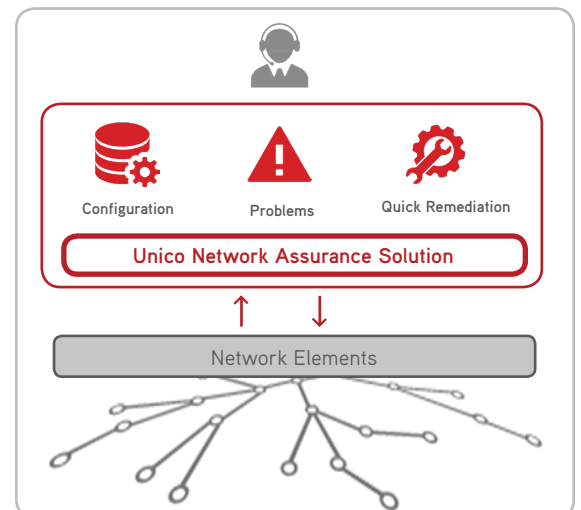 Configuration
Problems
Quick Remediation
Unico Network Assurance Solution
Network Elements